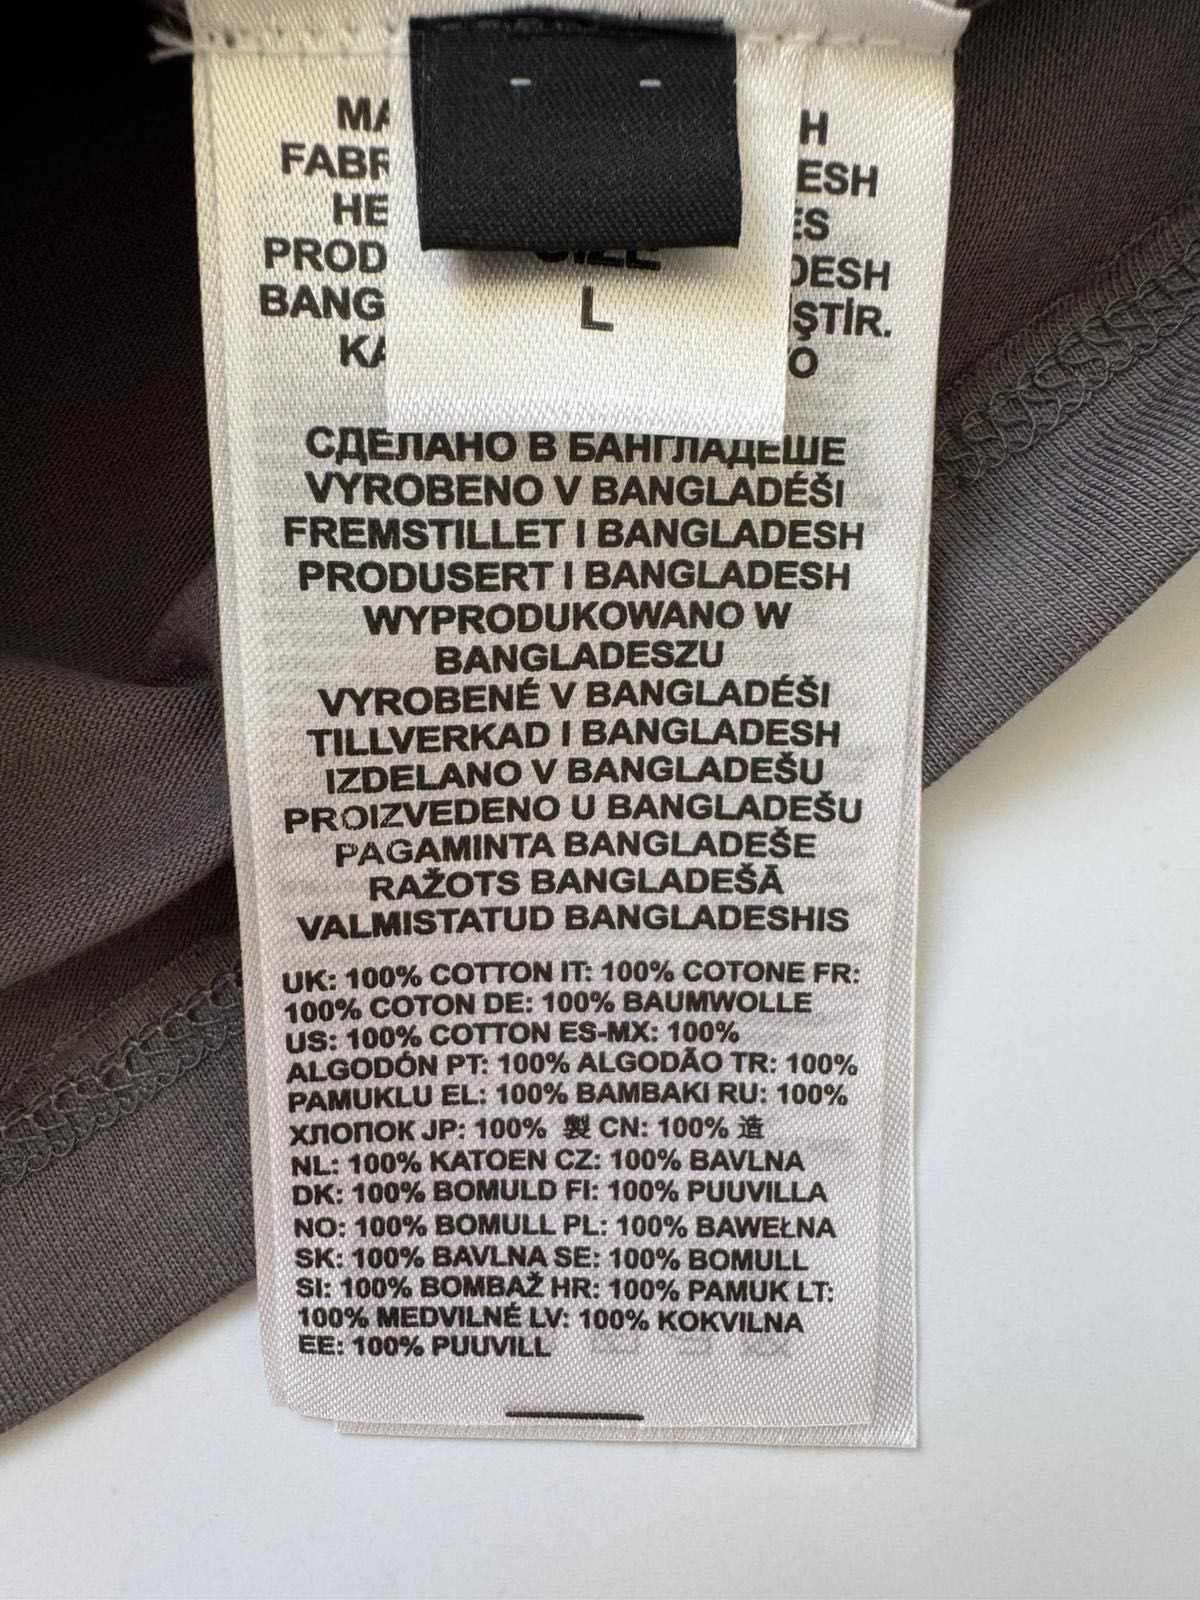 SIZE
L
СДЕЛАНО В БАНГЛАДЕШЕ
VYROBENO V BANGLADÉŠI
FREMSTILLET I BANGLADESH
PRODUSERT I BANGLADESH
WYPRODUKOWANO W
BANGLADESZU
VYROBENÉ V BANGLADÉŠI
TILLVERKAD I BANGLADESH
IZDELANO V BANGLADEŠU
PROIZVEDENO U BANGLADEŠU
PAGAMINTA BANGLADEŠE
RAŽOTS BANGLADEŠĀ
VALMISTATUD BANGLADESHIS
UK: 100% COTTON IT: 100% COTONE FR:
100% COTON DE: 100% BAUMWOLLE
US: 100% COTTON ES-MX: 100%
ALGODÓN PT: 100% ALGODÃO TR: 100%
PAMUKLU EL: 100% BAMBAKI RU: 100%
ХЛОПОК JP: 100% 製 CN: 100% 造
NL: 100% KATOEN CZ: 100% BAVLNA
DK: 100% BOMULD FI: 100% PUUVILLA
NO: 100% BOMULL PL: 100% BAWEŁNA
SK: 100% BAVLNA SE: 100% BOMULL
SI: 100% BOMBAŽ HR: 100% PAMUK LT:
100% MEDVILNÉ LV: 100% KOKVILNA
EE: 100% PUUVILL